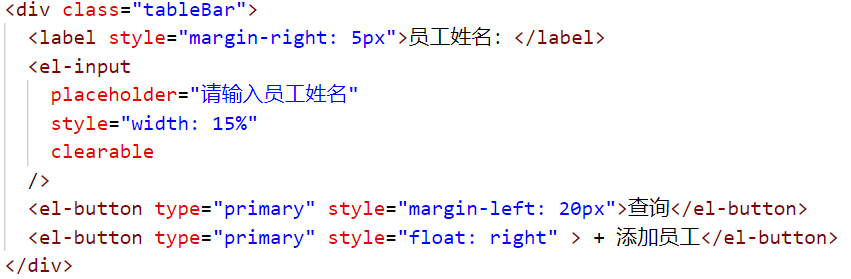 <div class="tableBar">
<label style="margin-right: 5px">员工姓名：</label>
<el-input
placeholder="请输入员工姓名"
style="width: 15%"
clearable
/>
<el-button type="primary" style="margin-left: 20px">查询</el-button>
<el-button type="primary" style="float: right" > + 添加员工</el-button>
</div>